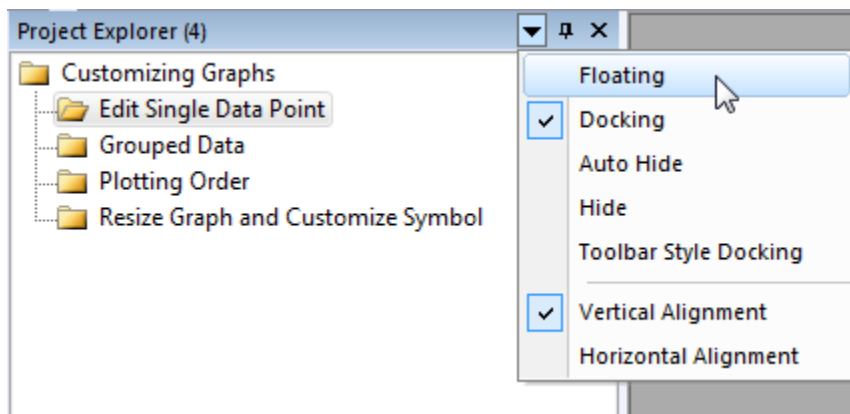 Project Explorer (4)
Customizing Graphs
Edit Single Data Point
Grouped Data
Plotting Order
Resize Graph and Customize Symbol
Floating
Docking
Auto Hide
Hide
Toolbar Style Docking
Vertical Alignment
Horizontal Alignment